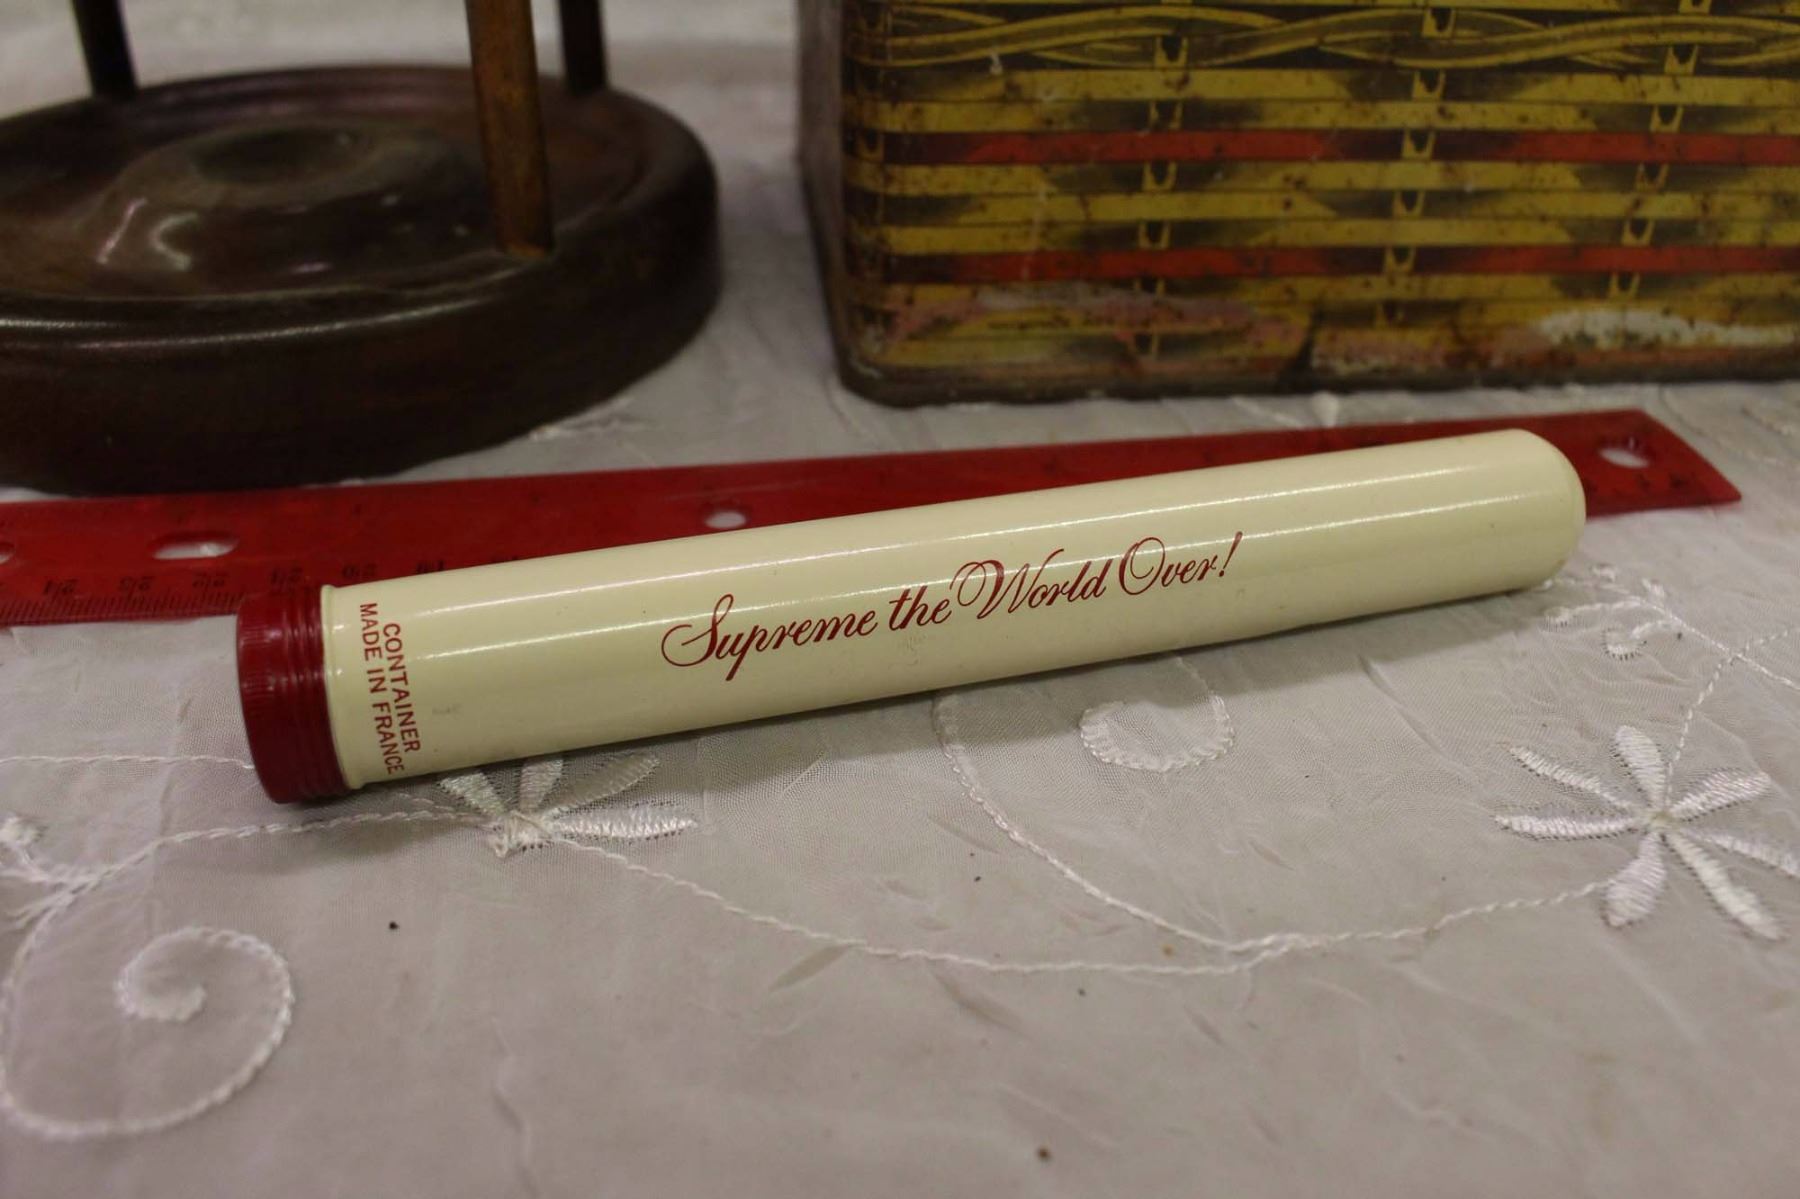 Supreme the World Over!
CONTAINER
MADE IN FRANCE